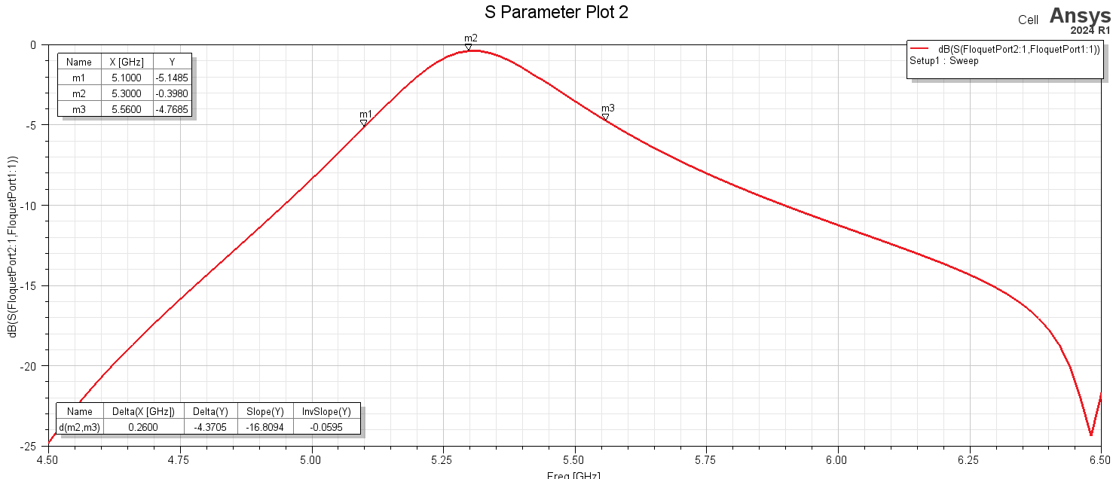 S Parameter Plot 2
Cell Ansys
2024 R1
m2
Name X [GHz] Y
m1 5.1000 -5.1485
m2 5.3000 -0.3980
m3 5.5600 -4.7685
dB(S(FloquetPort2:1,FloquetPort1:1))
Setup1 : Sweep
m1
m3
0
-5
-10
-15
-20
-25
dB(S(FloquetPort2:1,FloquetPort1:1))
Name Delta(X [GHz]) Delta(Y) Slope(Y) InvSlope(Y)
d(m2,m3) 0.2600 -4.3705 -16.8094 -0.0595
4.50 4.75 5.00 5.25 5.50 5.75 6.00 6.25 6.50
Freq [GHz]